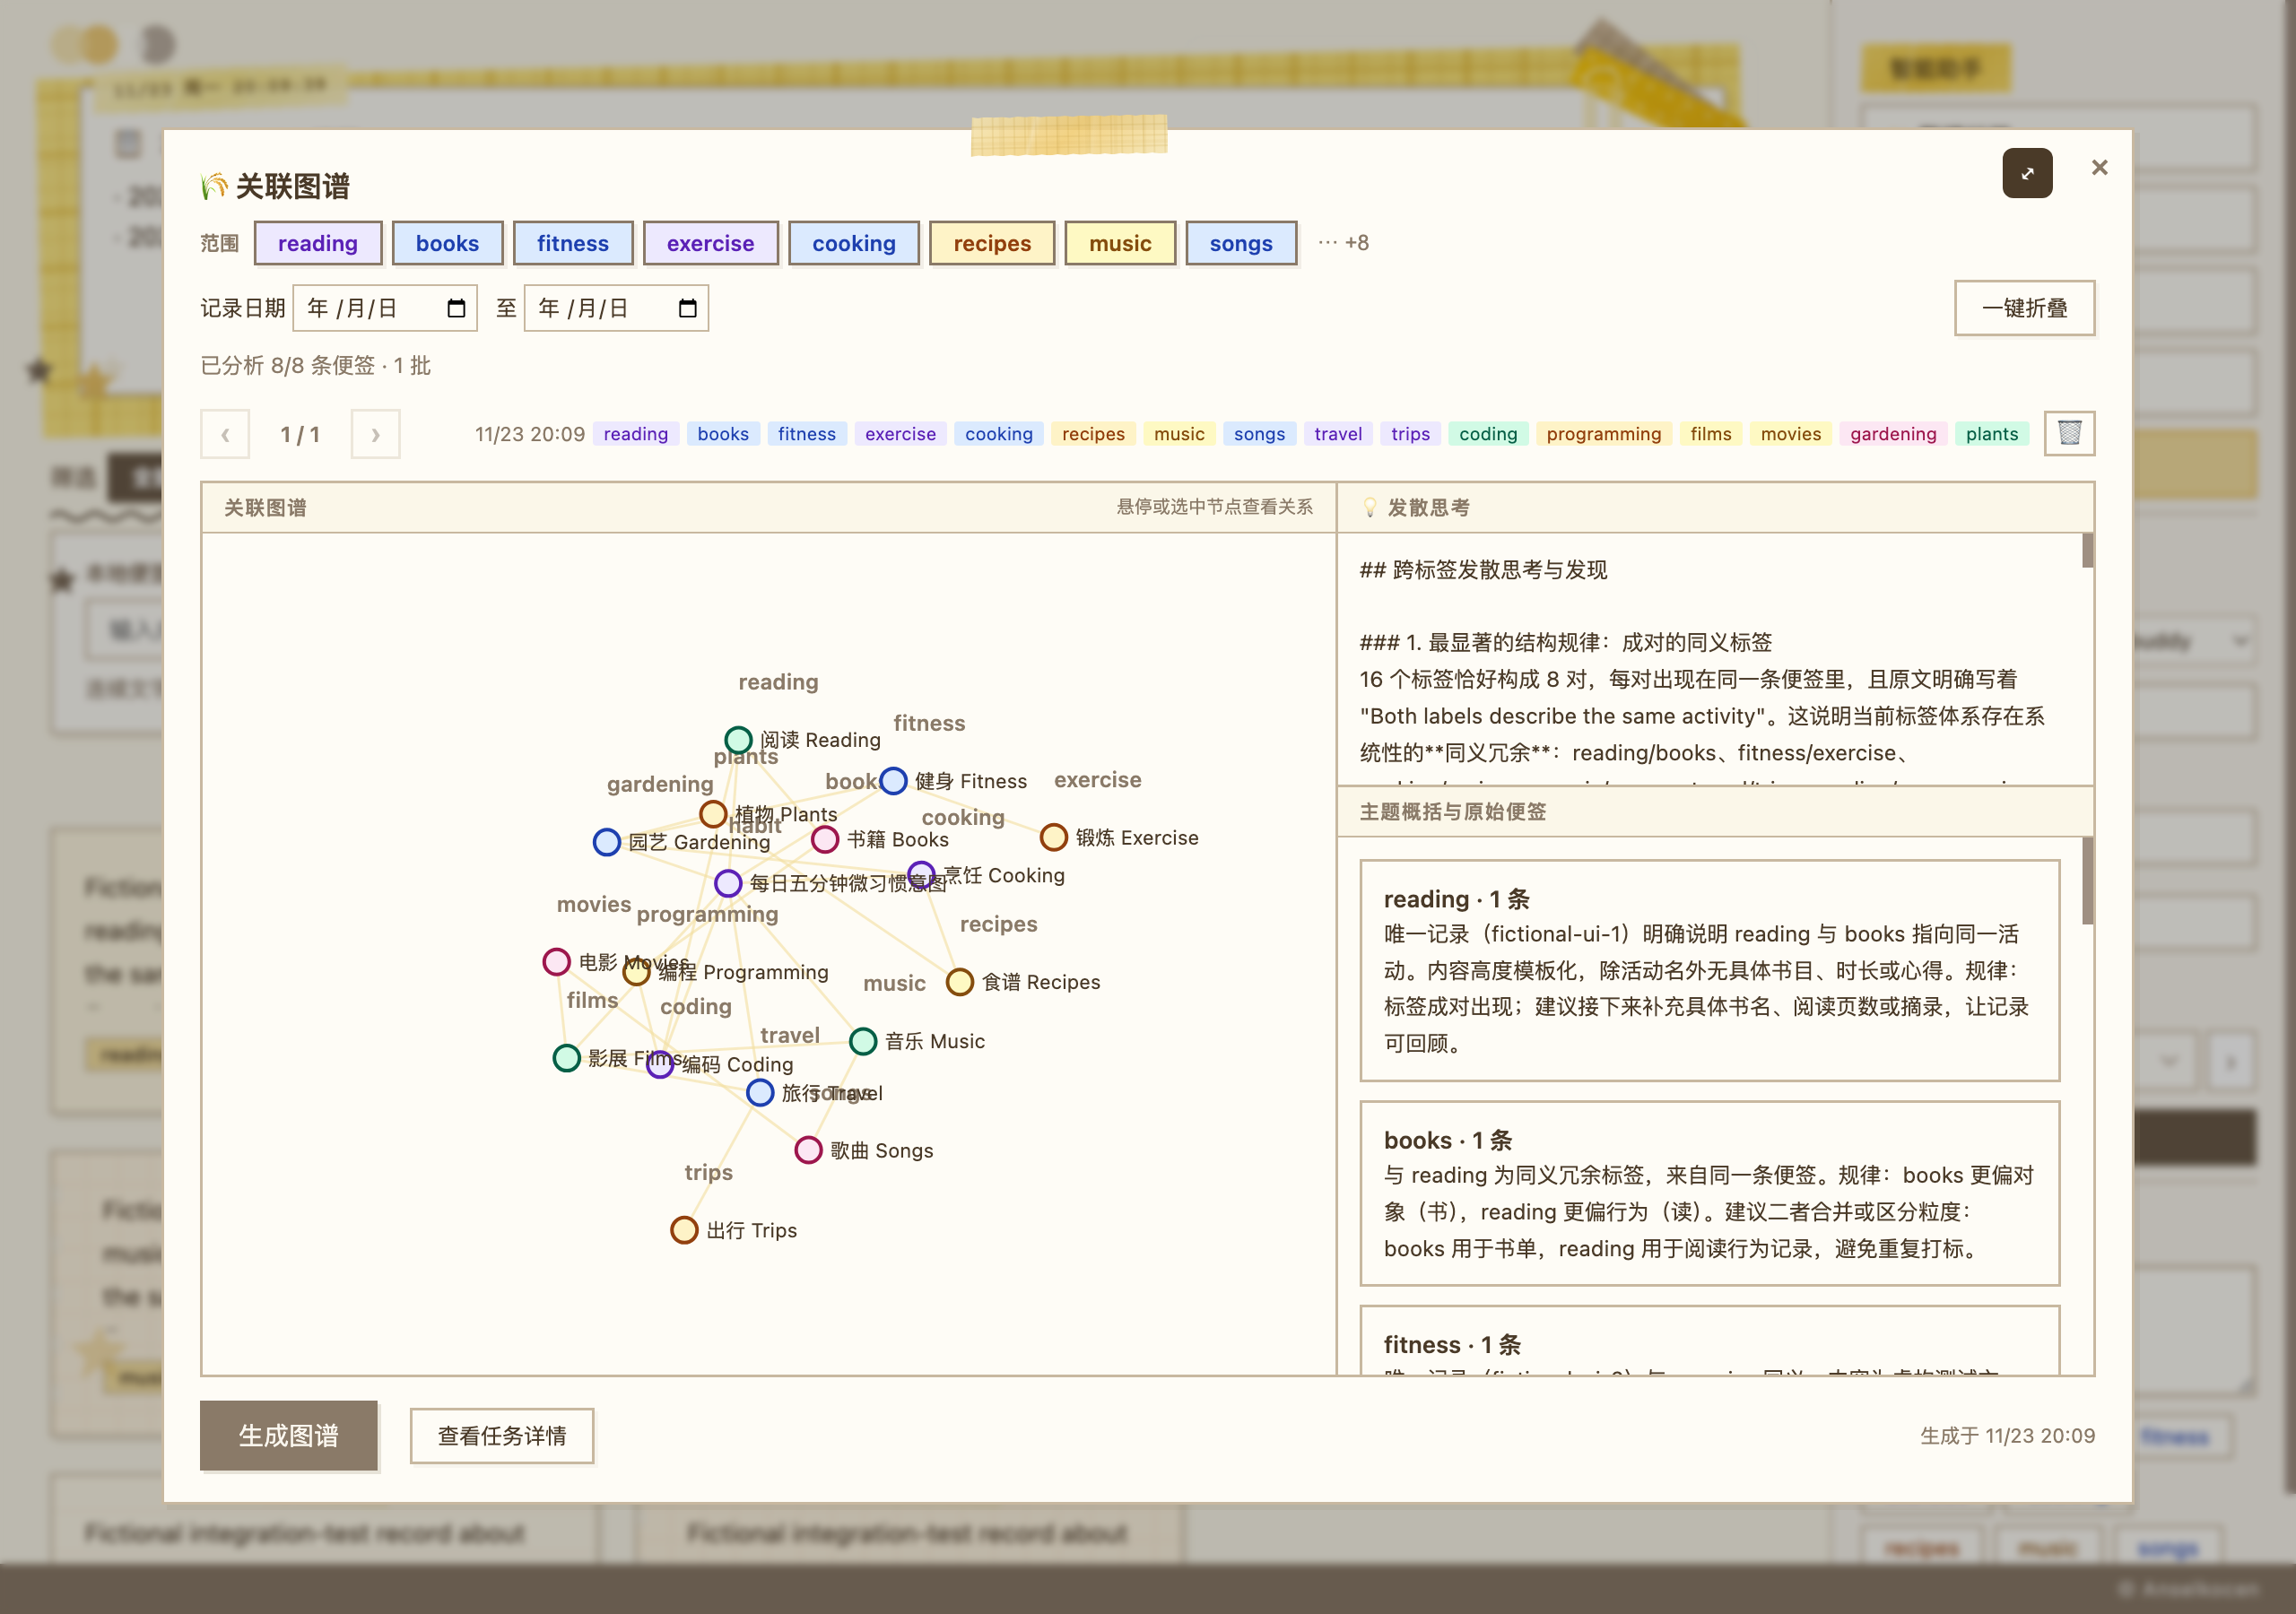 关联图谱
范围 reading books fitness exercise cooking recipes music songs ··· +8
记录日期 年 /月/日 至 年 /月/日 一键折叠
已分析 8/8 条便签 · 1 批
‹ 1 / 1 › 11/23 20:09 reading books fitness exercise cooking recipes music songs travel trips coding programming films movies gardening plants
关联图谱 悬停或选中节点查看关系
reading
阅读 Reading
fitness
plants
gardening
健身 Fitness
exercise
植物 Plants
habit
cooking
园艺 Gardening
书籍 Books
锻炼 Exercise
每日五分钟微习惯意图
烹饪 Cooking
movies
programming
recipes
电影 Movies
编程 Programming
music
食谱 Recipes
films
coding
travel
音乐 Music
影展 Films
编码 Coding
旅行 Travel
songs
歌曲 Songs
trips
出行 Trips
发散思考
## 跨标签发散思考与发现
### 1. 最显著的结构规律：成对的同义标签
16 个标签恰好构成 8 对，每对出现在同一条便签里，且原文明确写着
"Both labels describe the same activity"。这说明当前标签体系存在系
统性的**同义冗余**：reading/books、fitness/exercise、
主题概括与原始便签
reading · 1 条
唯一记录（fictional-ui-1）明确说明 reading 与 books 指向同一活
动。内容高度模板化，除活动名外无具体书目、时长或心得。规律：
标签成对出现；建议接下来补充具体书名、阅读页数或摘录，让记录
可回顾。
books · 1 条
与 reading 为同义冗余标签，来自同一条便签。规律：books 更偏对
象（书），reading 更偏行为（读）。建议二者合并或区分粒度：
books 用于书单，reading 用于阅读行为记录，避免重复打标。
fitness · 1 条
生成图谱 查看任务详情 生成于 11/23 20:09
fitness
Fictional integration-test record about
Fictional integration-test record about
recipes music songs